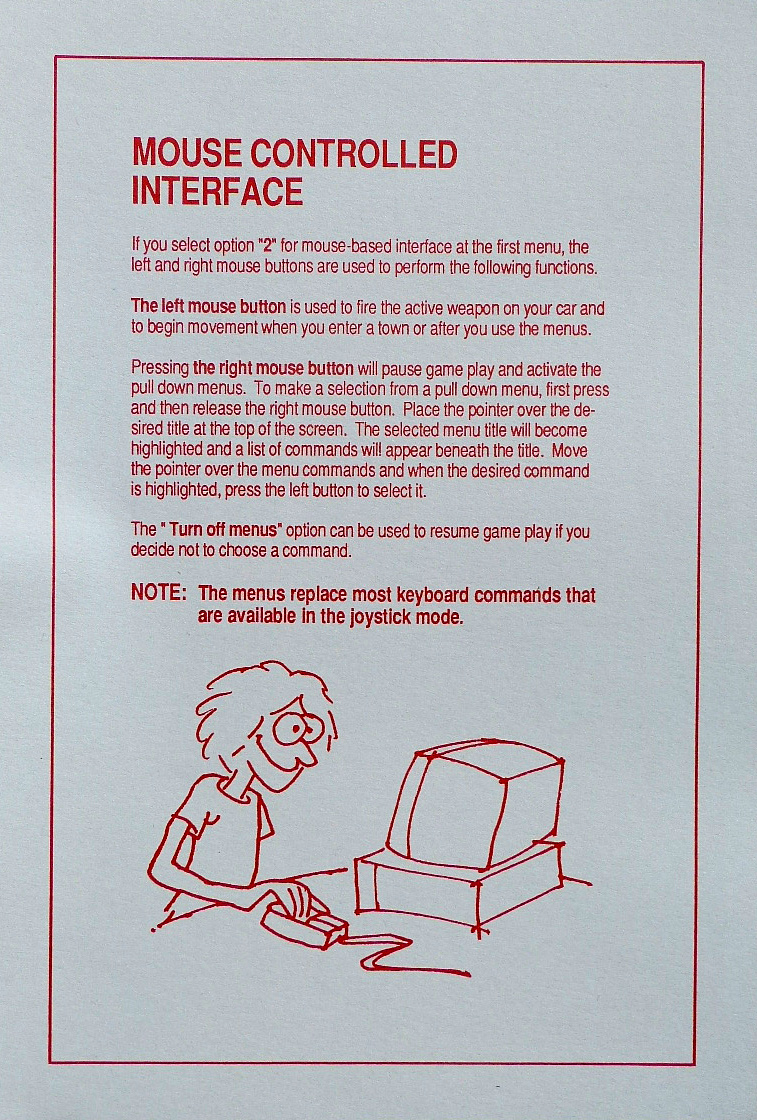 MOUSE CONTROLLED
INTERFACE
If you select option "2" for mouse-based interface at the first menu, the
left and right mouse buttons are used to perform the following functions.
The left mouse button is used to fire the active weapon on your car and
to begin movement when you enter a town or after you use the menus.
Pressing the right mouse button will pause game play and activate the
pull down menus. To make a selection from a pull down menu, first press
and then release the right mouse button. Place the pointer over the de-
sired title at the top of the screen. The selected menu title will become
highlighted and a list of commands will appear beneath the title. Move
the pointer over the menu commands and when the desired command
is highlighted, press the left button to select it.
The " Turn off menus" option can be used to resume game play if you
decide not to choose a command.
NOTE: The menus replace most keyboard commands that
are available in the joystick mode.